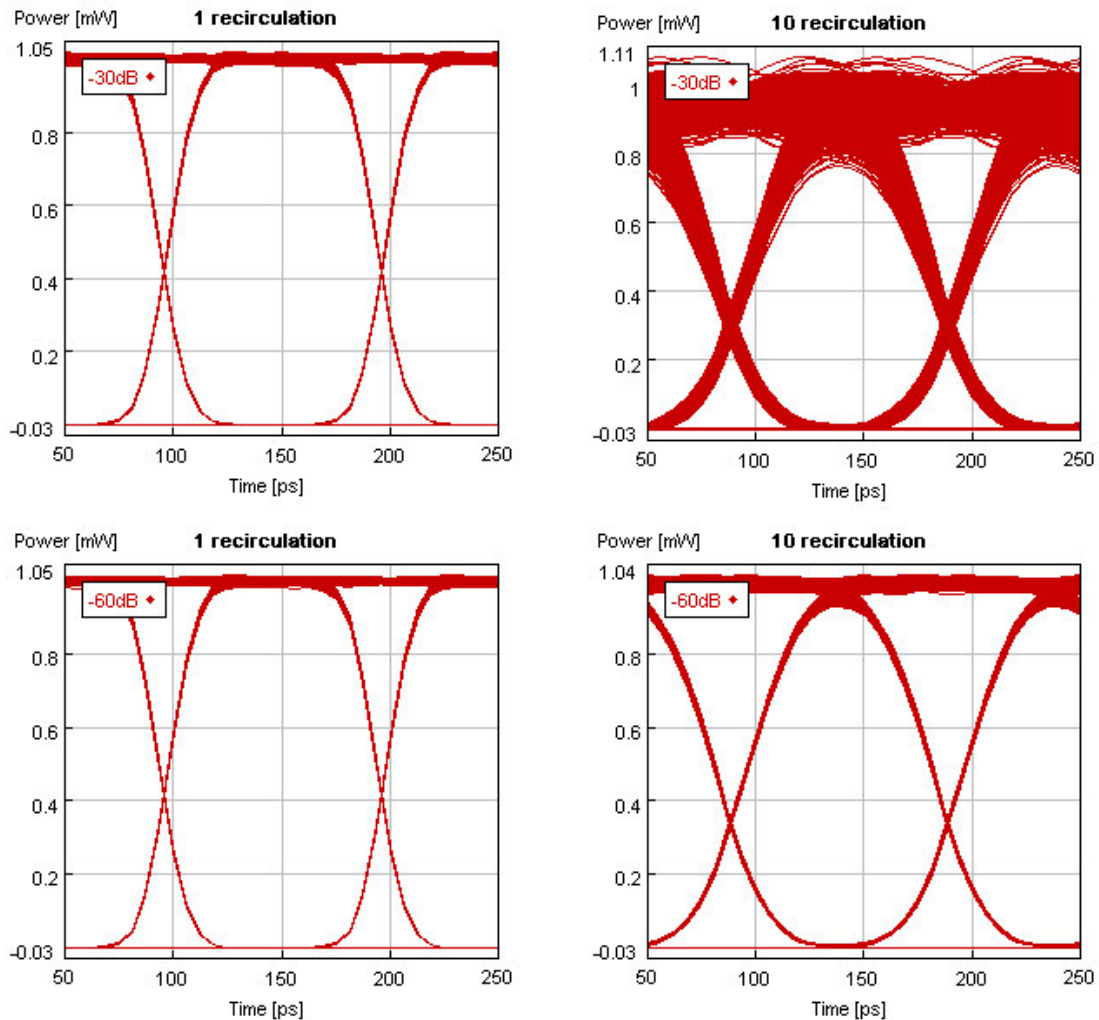 Power [mW] 1 recirculation
1.05
-30dB
0.8
0.6
0.4
0.2
-0.03
50 100 150 200 250
Time [ps]
Power [mW] 10 recirculation
1.11
1
-30dB
0.8
0.6
0.4
0.2
-0.03
50 100 150 200 250
Time [ps]
Power [mW] 1 recirculation
1.05
-60dB
0.8
0.6
0.4
0.2
-0.03
50 100 150 200 250
Time [ps]
Power [mW] 10 recirculation
1.04
-60dB
0.8
0.6
0.4
0.2
-0.03
50 100 150 200 250
Time [ps]